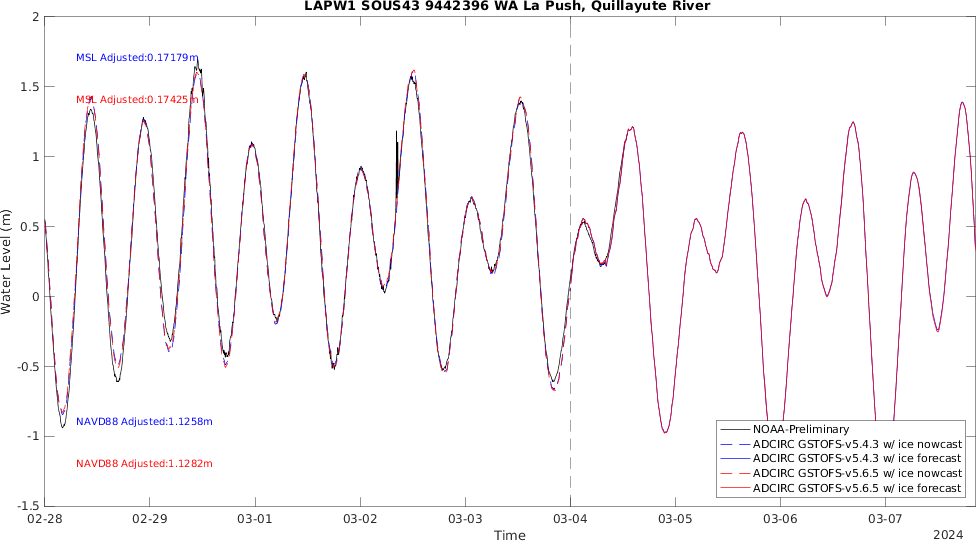 LAPW1 SOUS43 9442396 WA La Push, Quillayute River
2
1.5
1
0.5
0
-0.5
-1
-1.5
Water Level (m)
MSL Adjusted:0.17179m
MSL Adjusted:0.17425m
NAVD88 Adjusted:1.1258m
NAVD88 Adjusted:1.1282m
NOAA-Preliminary
ADCIRC GSTOFS-v5.4.3 w/ ice nowcast
ADCIRC GSTOFS-v5.4.3 w/ ice forecast
ADCIRC GSTOFS-v5.6.5 w/ ice nowcast
ADCIRC GSTOFS-v5.6.5 w/ ice forecast
02-28 02-29 03-01 03-02 03-03 03-04 03-05 03-06 03-07
Time
2024